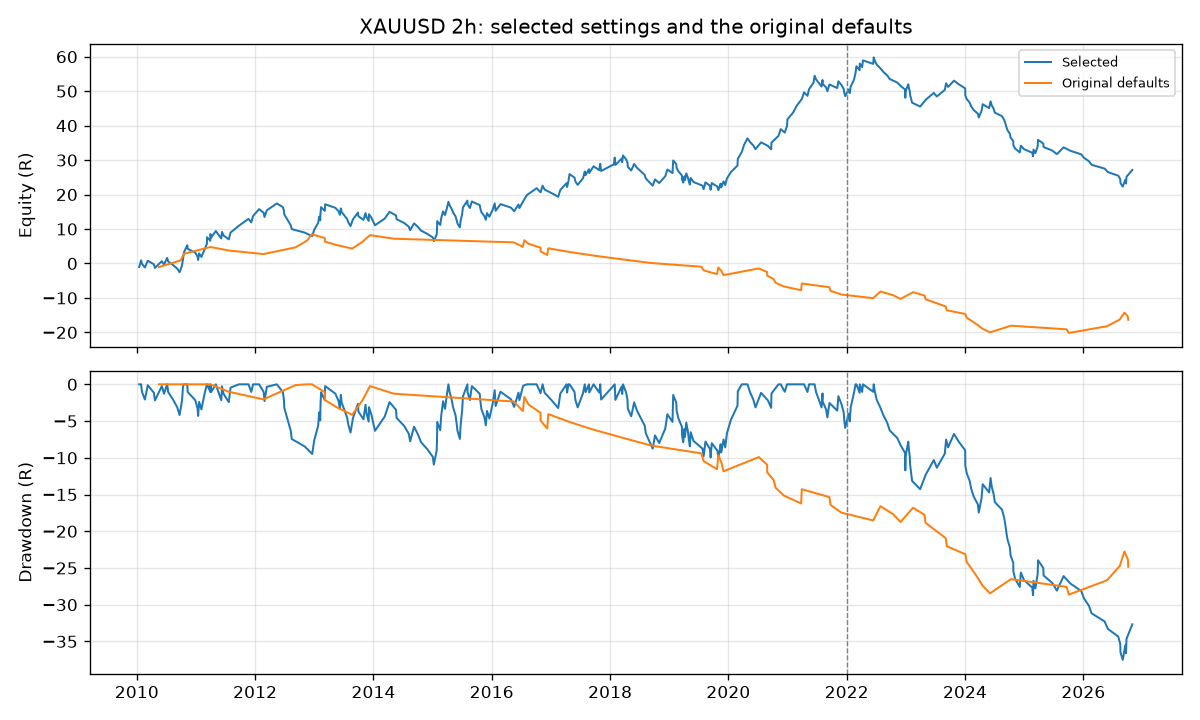 XAUUSD 2h: selected settings and the original defaults
Selected
Original defaults
Equity (R)
60
50
40
30
20
10
0
−10
−20
Drawdown (R)
0
−5
−10
−15
−20
−25
−30
−35
2010 2012 2014 2016 2018 2020 2022 2024 2026